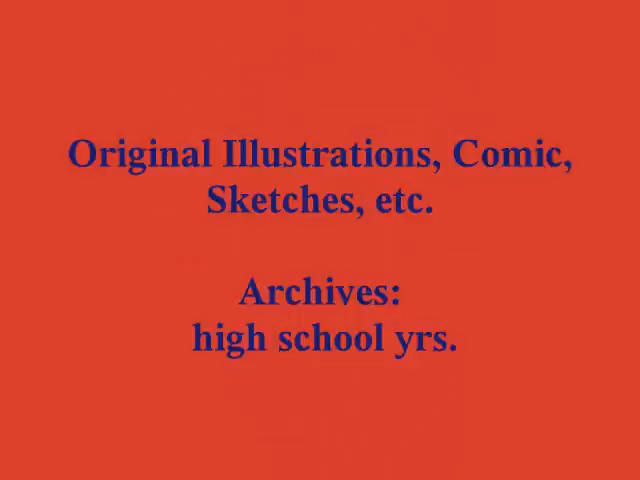 Original Illustrations, Comic,
Sketches, etc.
Archives:
high school yrs.